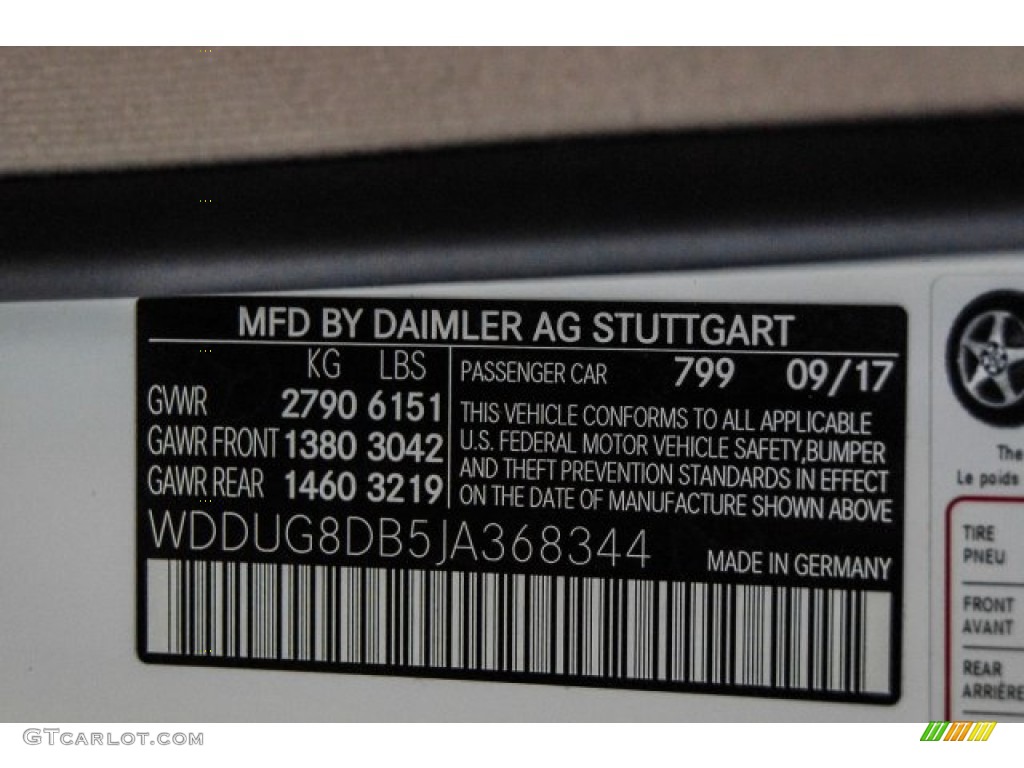 MFD BY DAIMLER AG STUTTGART
KG LBS
GVWR 2790 6151
GAWR FRONT 1380 3042
GAWR REAR 1460 3219
PASSENGER CAR 799 09/17
THIS VEHICLE CONFORMS TO ALL APPLICABLE
U.S. FEDERAL MOTOR VEHICLE SAFETY,BUMPER
AND THEFT PREVENTION STANDARDS IN EFFECT
ON THE DATE OF MANUFACTURE SHOWN ABOVE
WDDUG8DB5JA368344
MADE IN GERMANY
The
Le poids
TIRE
PNEU
FRONT
AVANT
REAR
ARRIÈRE
GTCARLOT.COM